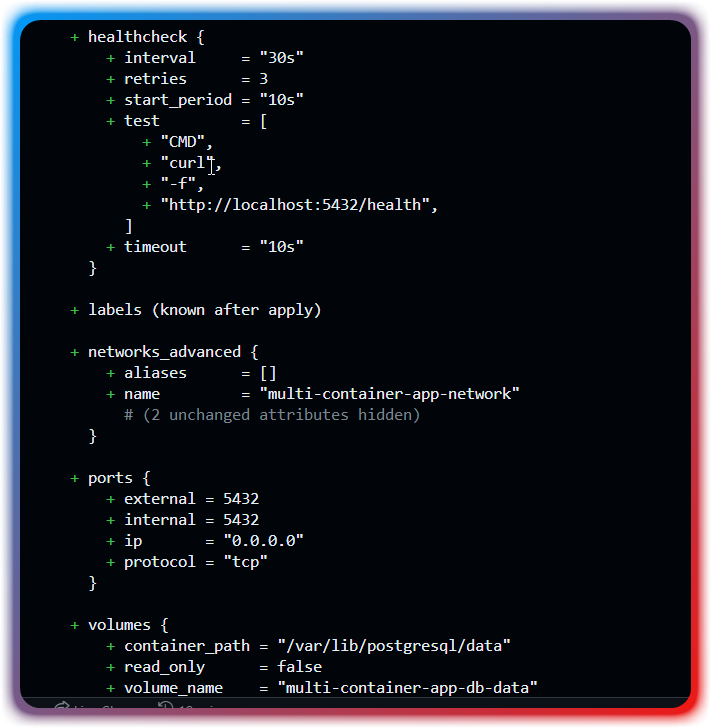 + healthcheck {
+ interval = "30s"
+ retries = 3
+ start_period = "10s"
+ test = [
+ "CMD",
+ "curl",
+ "-f",
+ "http://localhost:5432/health",
]
+ timeout = "10s"
}
+ labels (known after apply)
+ networks_advanced {
+ aliases = []
+ name = "multi-container-app-network"
# (2 unchanged attributes hidden)
}
+ ports {
+ external = 5432
+ internal = 5432
+ ip = "0.0.0.0"
+ protocol = "tcp"
}
+ volumes {
+ container_path = "/var/lib/postgresql/data"
+ read_only = false
+ volume_name = "multi-container-app-db-data"